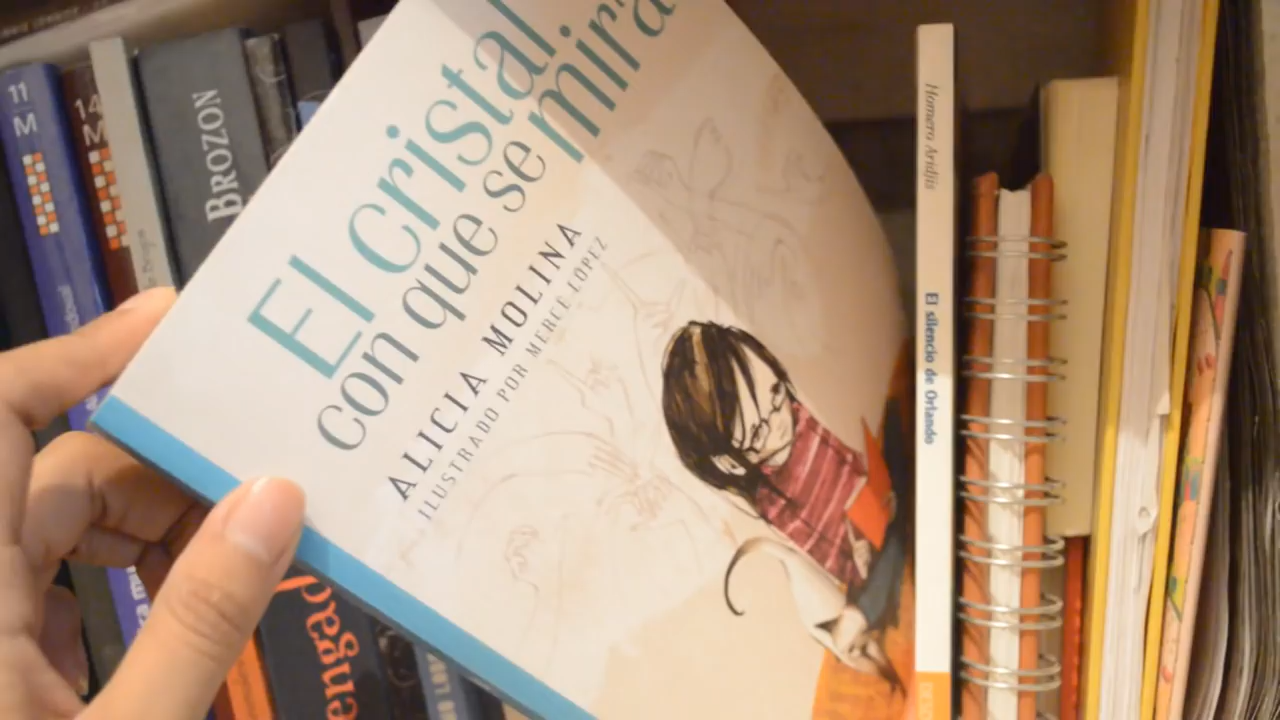 El cristal
con que se mira
ALICIA MOLINA
ILUSTRADO POR MERCÈ LÓPEZ
11
M
14
M
BROZON
Homero Aridjis
El silencio de Orlando
engad